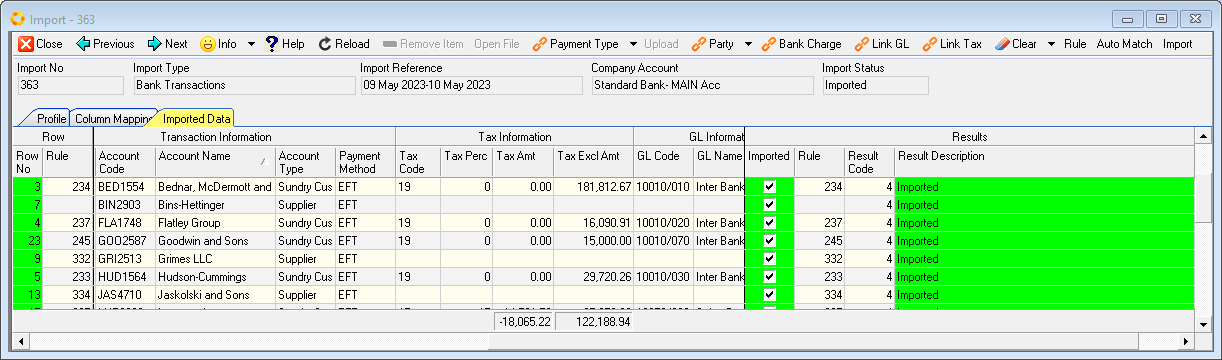 Import - 363
Close Previous Next Info ? Help Reload Remove Item Open File Payment Type Upload Party Bank Charge Link GL Link Tax Clear Rule Auto Match Import
Import No Import Type Import Reference Company Account Import Status
363 Bank Transactions 09 May 2023-10 May 2023 Standard Bank- MAIN Acc Imported
Profile Column Mapping Imported Data
Row Transaction Information Tax Information GL Informat Results
Row No Rule Account Code Account Name Account Type Payment Method Tax Code Tax Perc Tax Amt Tax Excl Amt GL Code GL Name Imported Rule Result Code Result Description
3 234 BED1554 Bednar, McDermott and Sundry Cus EFT 19 0 0.00 181,812.67 10010/010 Inter Bank 234 4 Imported
7 BIN2903 Bins-Hettinger Supplier EFT 4 Imported
4 237 FLA1748 Flatley Group Sundry Cus EFT 19 0 0.00 16,090.91 10010/020 Inter Bank 237 4 Imported
23 245 GOO2587 Goodwin and Sons Sundry Cus EFT 19 0 0.00 15,000.00 10010/070 Inter Bank 245 4 Imported
9 332 GRI2513 Grimes LLC Supplier EFT 332 4 Imported
5 233 HUD1564 Hudson-Cummings Sundry Cus EFT 19 0 0.00 29,720.26 10010/030 Inter Bank 233 4 Imported
13 334 JAS4710 Jaskolski and Sons Supplier EFT 334 4 Imported
-18,065.22 122,188.94